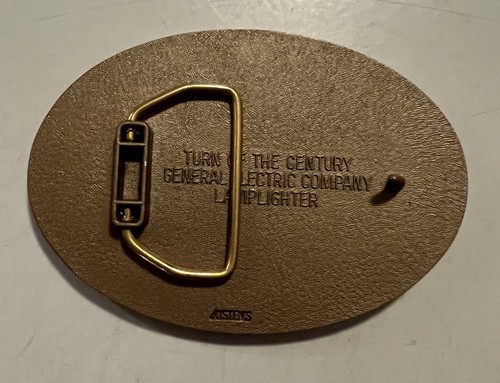 TURN OF THE CENTURY
GENERAL ELECTRIC COMPANY
LAMPLIGHTER
JOSTENS